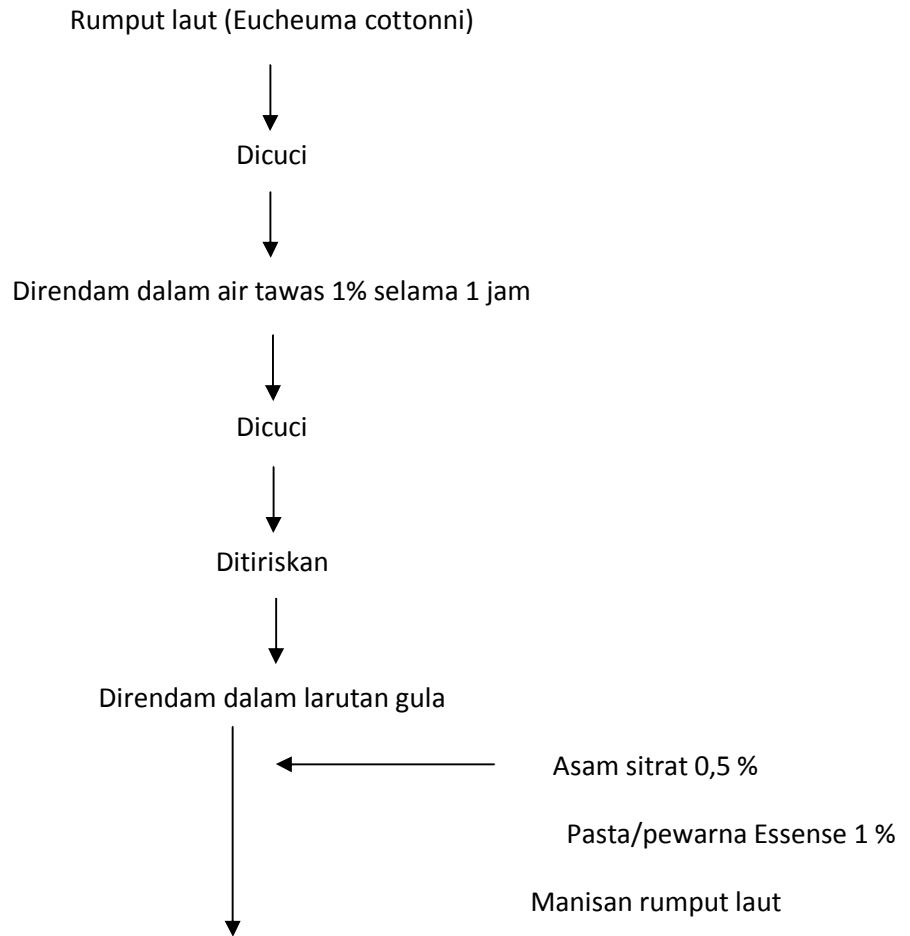 Rumput laut (Eucheuma cottonni)
Dicuci
Direndam dalam air tawas 1% selama 1 jam
Dicuci
Ditiriskan
Direndam dalam larutan gula
Asam sitrat 0,5 %
Pasta/pewarna Essense 1 %
Manisan rumput laut